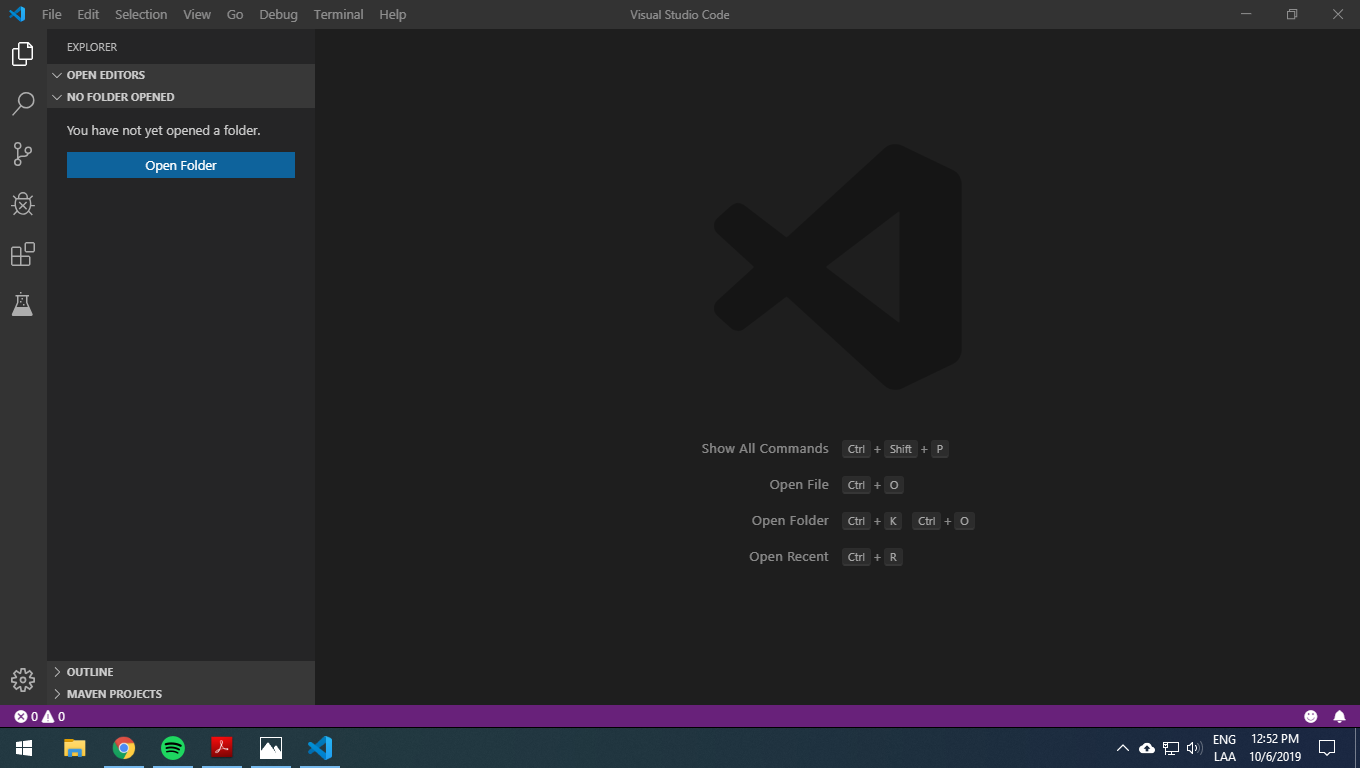 File Edit Selection View Go Debug Terminal Help Visual Studio Code
EXPLORER
OPEN EDITORS
NO FOLDER OPENED
You have not yet opened a folder.
Open Folder
Show All Commands Ctrl + Shift + P
Open File Ctrl + O
Open Folder Ctrl + K Ctrl + O
Open Recent Ctrl + R
OUTLINE
MAVEN PROJECTS
0 0
ENG 12:52 PM
LAA 10/6/2019